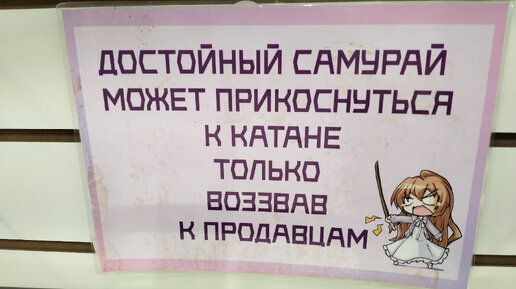 ДОСТОЙНЫЙ САМУРАЙ
МОЖЕТ ПРИКОСНУТЬСЯ
К КАТАНЕ
ТОЛЬКО
ВОЗЗВАВ
К ПРОДАВЦАМ